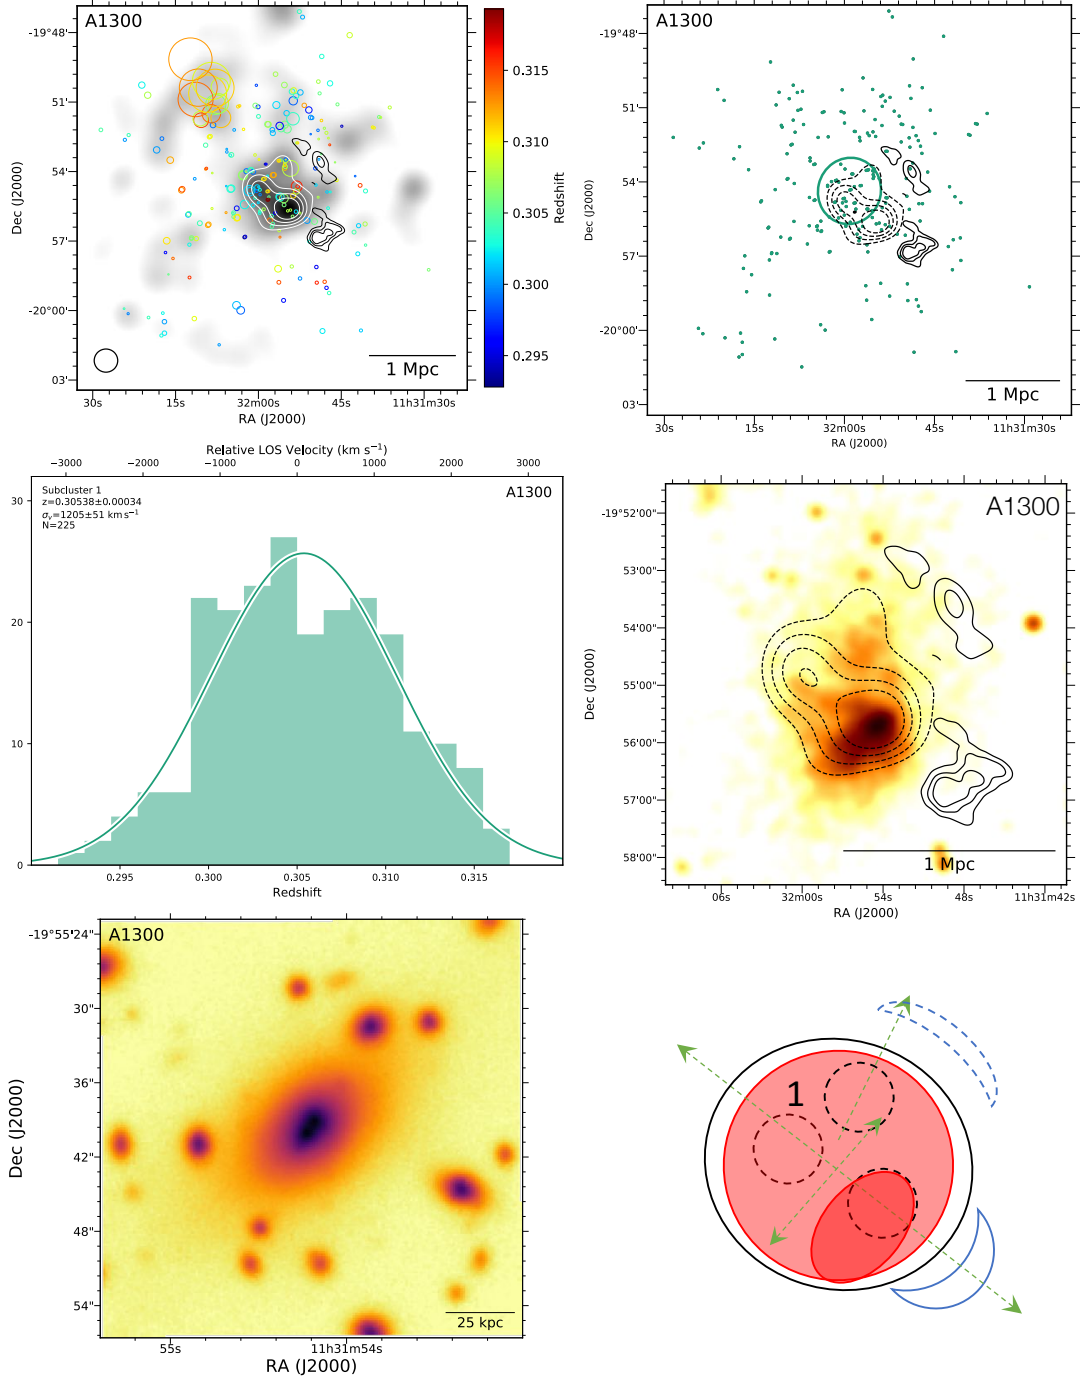 A1300
-19°48'
51'
54'
57'
-20°00'
03'
Dec (J2000)
30s
15s
32m00s
45s
11h31m30s
RA (J2000)
1 Mpc
0.315
0.310
0.305
0.300
0.295
Redshift
A1300
-19°48'
51'
54'
57'
-20°00'
03'
Dec (J2000)
30s
15s
32m00s
45s
11h31m30s
RA (J2000)
1 Mpc
Relative LOS Velocity (km s⁻¹)
−3000
−2000
−1000
0
1000
2000
3000
Subcluster 1
z=0.30538±0.00034
σᵥ=1205±51 km s⁻¹
N=225
A1300
30
20
10
0
0.295
0.300
0.305
0.310
0.315
Redshift
A1300
-19°52'00"
53'00"
54'00"
55'00"
56'00"
57'00"
58'00"
Dec (J2000)
06s
32m00s
54s
48s
11h31m42s
RA (J2000)
1 Mpc
A1300
-19°55'24"
30"
36"
42"
48"
54"
Dec (J2000)
55s
11h31m54s
RA (J2000)
25 kpc
1